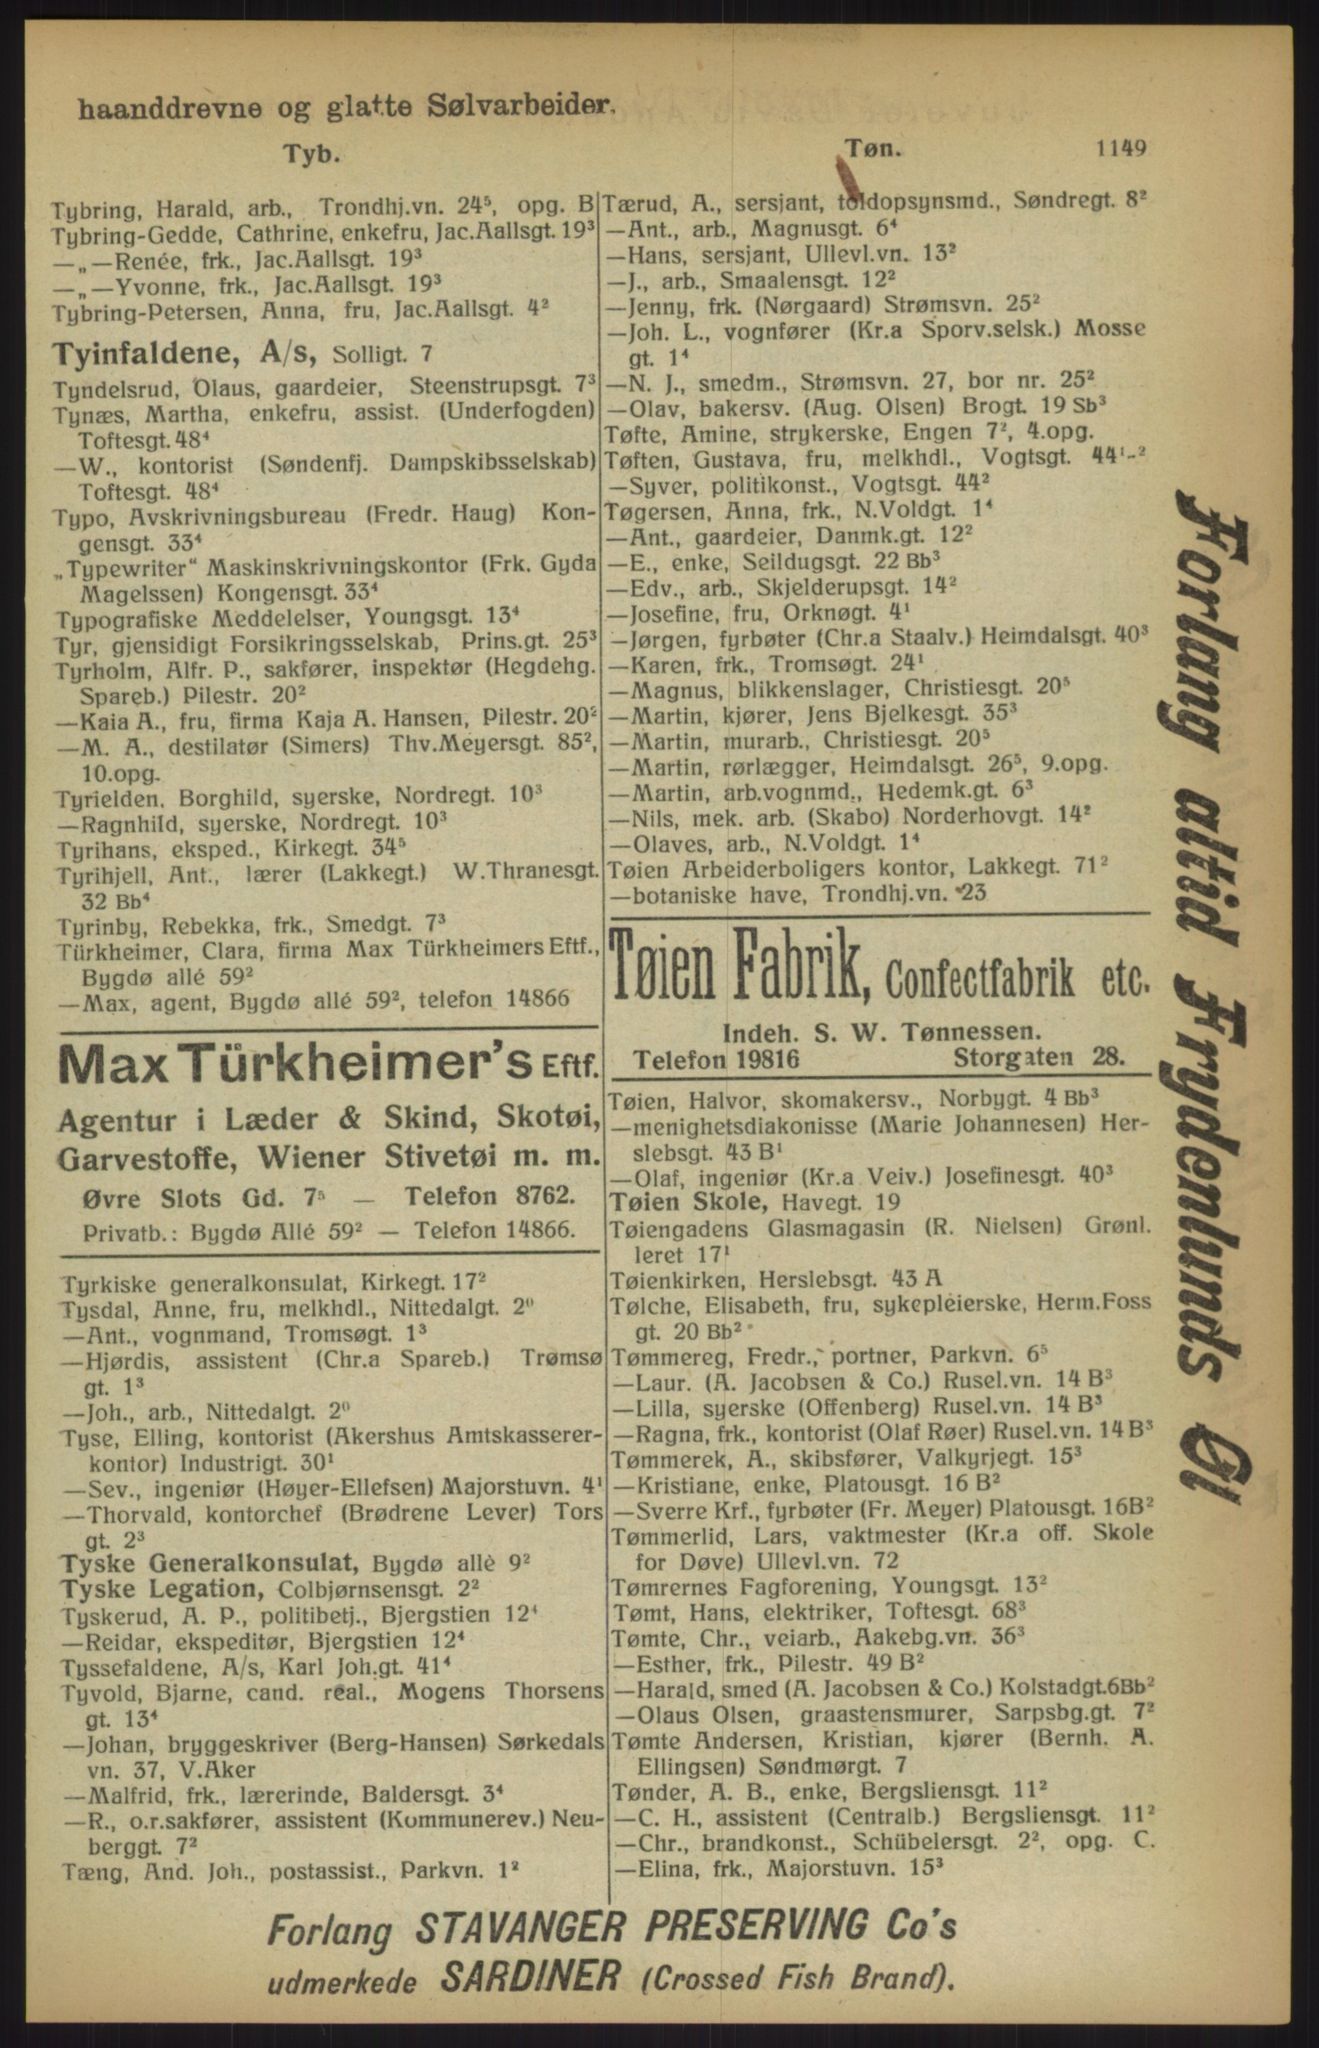 haanddrevne og glatte Sølvarbeider.
Tyb.
Tøn.
1149
Tybring, Harald, arb., Trondhj.vn. 24⁵, opg. B
Tybring-Gedde, Cathrine, enkefru, Jac.Aallsgt. 19³
—„—Renée, frk., Jac.Aallsgt. 19³
—„—Yvonne, frk., Jac.Aallsgt. 19³
Tybring-Petersen, Anna, fru, Jac.Aallsgt. 4²
Tyinfaldene, A/s, Solligt. 7
Tyndelsrud, Olaus, gaardeier, Steenstrupsgt. 7³
Tynæs, Martha, enkefru, assist. (Underfogden)
Toftesgt. 48⁴
—W., kontorist (Søndenfj. Dampskibsselskab)
Toftesgt. 48⁴
Typo, Avskrivningsbureau (Fredr. Haug) Kon-
gensgt. 33⁴
„Typewriter“ Maskinskrivningskontor (Frk. Gyda
Magelssen) Kongensgt. 33⁴
Typografiske Meddelelser, Youngsgt. 13⁴
Tyr, gjensidigt Forsikringsselskab, Prins.gt. 25³
Tyrholm, Alfr. P., sakfører, inspektør (Hegdehg.
Spareb.) Pilestr. 20²
—Kaia A., fru, firma Kaja A. Hansen, Pilestr. 20²
—M. A., destilatør (Simers) Thv.Meyersgt. 85²,
10.opg.
Tyrielden. Borghild, syerske, Nordregt. 10³
—Ragnhild, syerske, Nordregt. 10³
Tyrihans, eksped., Kirkegt. 34⁵
Tyrihjell, Ant., lærer (Lakkegt.) W.Thranesgt.
32 Bb⁴
Tyrinby, Rebekka, frk., Smedgt. 7³
Türkheimer, Clara, firma Max Türkheimers Eftf.,
Bygdø allé 59²
—Max, agent, Bygdø allé 59², telefon 14866
Max Türkheimer's Eftf.
Agentur i Læder & Skind, Skotøi,
Garvestoffe, Wiener Stivetøi m. m.
Øvre Slots Gd. 7⁵ — Telefon 8762.
Privatb.: Bygdø Allé 59² — Telefon 14866.
Tyrkiske generalkonsulat, Kirkegt. 17²
Tysdal, Anne, fru, melkhdl., Nittedalgt. 2⁰
—Ant., vognmand, Tromsøgt. 1³
—Hjørdis, assistent (Chr.a Spareb.) Trømsø
gt. 1³
—Joh., arb., Nittedalgt. 2⁰
Tyse, Elling, kontorist (Akershus Amtskasserer-
kontor) Industrigt. 30¹
—Sev., ingeniør (Høyer-Ellefsen) Majorstuvn. 4¹
—Thorvald, kontorchef (Brødrene Lever) Tors
gt. 2³
Tyske Generalkonsulat, Bygdø allè 9²
Tyske Legation, Colbjørnsensgt. 2²
Tyskerud, A. P., politibetj., Bjergstien 12⁴
—Reidar, ekspeditør, Bjergstien 12⁴
Tyssefaldene, A/s, Karl Joh.gt. 41⁴
Tyvold, Bjarne, cand. real., Mogens Thorsens
gt. 13⁴
—Johan, bryggeskriver (Berg-Hansen) Sørkedals
vn. 37, V.Aker
—Malfrid, frk., lærerinde, Baldersgt. 3⁴
—R., o.r.sakfører, assistent (Kommunerev.) Neu-
berggt. 7²
Tæng, And. Joh., postassist., Parkvn. 1²
Tærud, A., sersjant, toldopsynsmd., Søndregt. 8²
—Ant., arb., Magnusgt. 6⁴
—Hans, sersjant, Ullevl.vn. 13²
—J., arb., Smaalensgt. 12²
—Jenny, frk. (Nørgaard) Strømsvn. 25²
—Joh. L., vognfører (Kr.a Sporv.selsk.) Mosse
gt. 1⁴
—N. J., smedm., Strømsvn. 27, bor nr. 25²
—Olav, bakersv. (Aug. Olsen) Brogt. 19 Sb³
Tøfte, Amine, strykerske, Engen 7², 4.opg.
Tøften, Gustava, fru, melkhdl., Vogtsgt. 44¹-²
—Syver, politikonst., Vogtsgt. 44²
Tøgersen, Anna, frk., N.Voldgt. 1⁴
—Ant., gaardeier, Danmk.gt. 12²
—E., enke, Seildugsgt. 22 Bb³
—Edv., arb., Skjelderupsgt. 14²
—Josefine, fru, Orknøgt. 4¹
—Jørgen, fyrbøter (Chr.a Staalv.) Heimdalsgt. 40³
—Karen, frk., Tromsøgt. 24¹
—Magnus, blikkenslager, Christiesgt. 20⁵
—Martin, kjører, Jens Bjelkesgt. 35³
—Martin, murarb., Christiesgt. 20⁵
—Martin, rørlægger, Heimdalsgt. 26⁵, 9.opg.
—Martin, arb.vognmd., Hedemk.gt. 6³
—Nils, mek. arb. (Skabo) Norderhovgt. 14²
—Olaves, arb., N.Voldgt. 1⁴
Tøien Arbeiderboligers kontor, Lakkegt. 71²
—botaniske have, Trondhj.vn. 23
Tøien Fabrik, Confectfabrik etc.
Indeh. S. W. Tønnessen.
Telefon 19816 Storgaten 28.
Tøien, Halvor, skomakersv., Norbygt. 4 Bb³
—menighetsdiakonisse (Marie Johannesen) Her-
slebsgt. 43 B¹
—Olaf, ingeniør (Kr.a Veiv.) Josefinesgt. 40³
Tøien Skole, Havegt. 19
Tøiengadens Glasmagasin (R. Nielsen) Grønl.
leret 17¹
Tøienkirken, Herslebsgt. 43 A
Tølche, Elisabeth, fru, sykepleierske, Herm.Foss
gt. 20 Bb²
Tømmereg, Fredr., portner, Parkvn. 6⁵
—Laur. (A. Jacobsen & Co.) Rusel.vn. 14 B³
—Lilla, syerske (Offenberg) Rusel.vn. 14 B³
—Ragna, frk., kontorist (Olaf Røer) Rusel.vn. 14 B³
Tømmerek, A., skibsfører, Valkyrjegt. 15³
—Kristiane, enke, Platousgt. 16 B²
—Sverre Krf., fyrbøter (Fr. Meyer) Platousgt. 16B²
Tømmerlid, Lars, vaktmester (Kr.a off. Skole
for Døve) Ullevl.vn. 72
Tømrernes Fagforening, Youngsgt. 13²
Tømt, Hans, elektriker, Toftesgt. 68³
Tømte, Chr., veiarb., Aakebg.vn. 36³
—Esther, frk., Pilestr. 49 B²
—Harald, smed (A. Jacobsen & Co.) Kolstadgt.6Bb²
—Olaus Olsen, graastensmurer, Sarpsbg.gt. 7²
Tømte Andersen, Kristian, kjører (Bernh. A.
Ellingsen) Søndmørgt. 7
Tønder, A. B., enke, Bergsliensgt. 11²
—C. H., assistent (Centralb.) Bergsliensgt. 11²
—Chr., brandkonst., Schübelersgt. 2², opg. C.
—Elina, frk., Majorstuvn. 15³
Forlang altid Frydenlunds Øl
Forlang STAVANGER PRESERVING Co's
udmerkede SARDINER (Crossed Fish Brand).